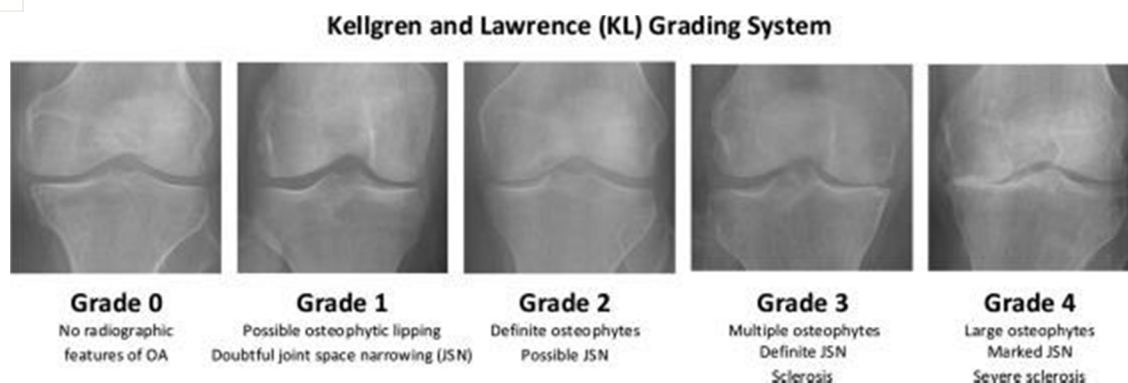 Kellgren and Lawrence (KL) Grading System
Grade 0
No radiographic
features of OA
Grade 1
Possible osteophytic lipping
Doubtful joint space narrowing (JSN)
Grade 2
Definite osteophytes
Possible JSN
Grade 3
Multiple osteophytes
Definite JSN
Sclerosis
Grade 4
Large osteophytes
Marked JSN
Severe sclerosis